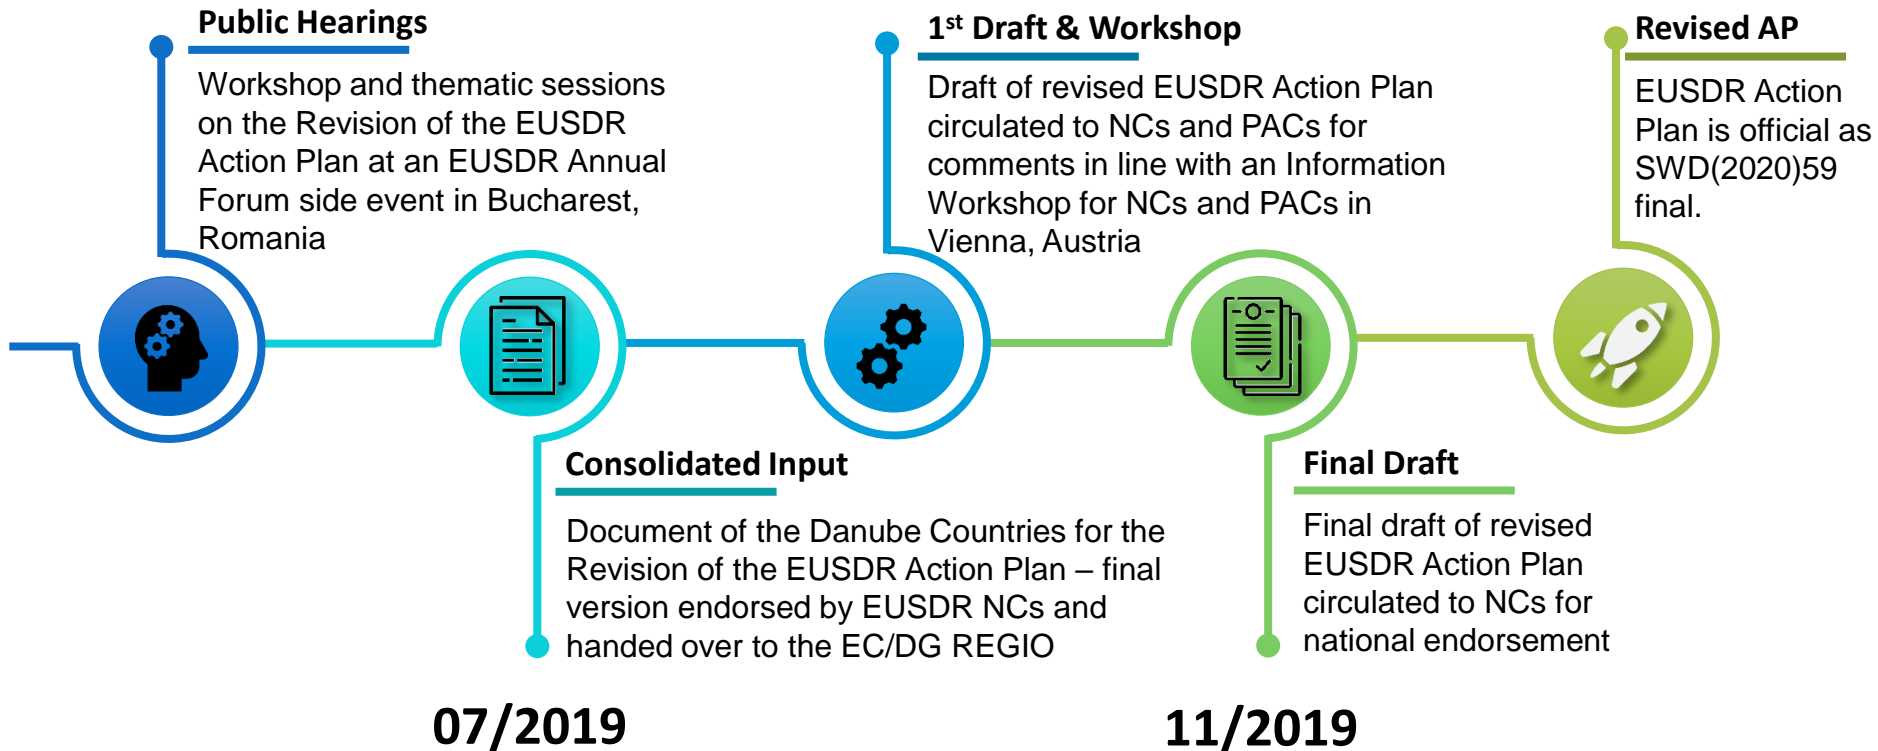 Public Hearings
Workshop and thematic sessions
on the Revision of the EUSDR
Action Plan at an EUSDR Annual
Forum side event in Bucharest,
Romania
1st Draft & Workshop
Draft of revised EUSDR Action Plan
circulated to NCs and PACs for
comments in line with an Information
Workshop for NCs and PACs in
Vienna, Austria
Revised AP
EUSDR Action
Plan is official as
SWD(2020)59
final.
Consolidated Input
Document of the Danube Countries for the
Revision of the EUSDR Action Plan – final
version endorsed by EUSDR NCs and
handed over to the EC/DG REGIO
Final Draft
Final draft of revised
EUSDR Action Plan
circulated to NCs for
national endorsement
07/2019
11/2019